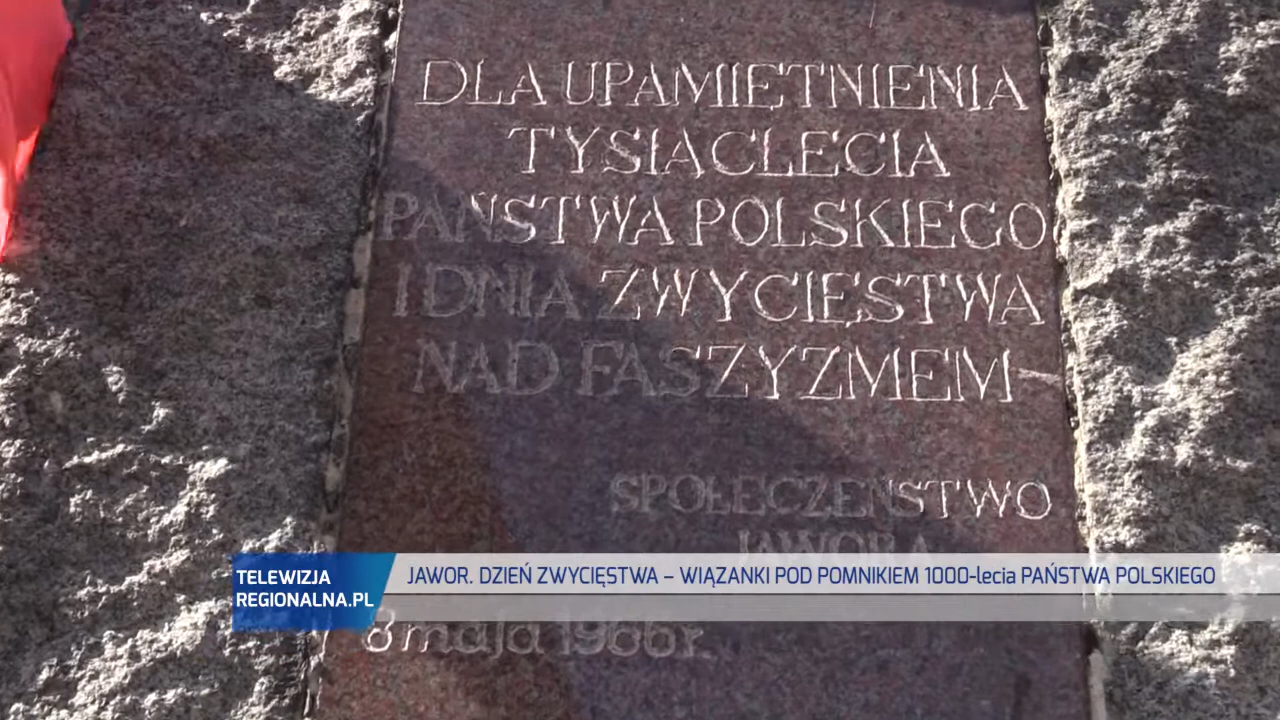 DLA UPAMIĘTNIENIA
TYSIĄCLECIA
PAŃSTWA POLSKIEGO
I DNIA ZWYCIĘSTWA
NAD FASZYZMEM
SPOŁECZEŃSTWO
JAWORA
TELEWIZJA
REGIONALNA.PL
JAWOR. DZIEŃ ZWYCIĘSTWA – WIĄZANKI POD POMNIKIEM 1000-lecia PAŃSTWA POLSKIEGO
8 maja 1966r.